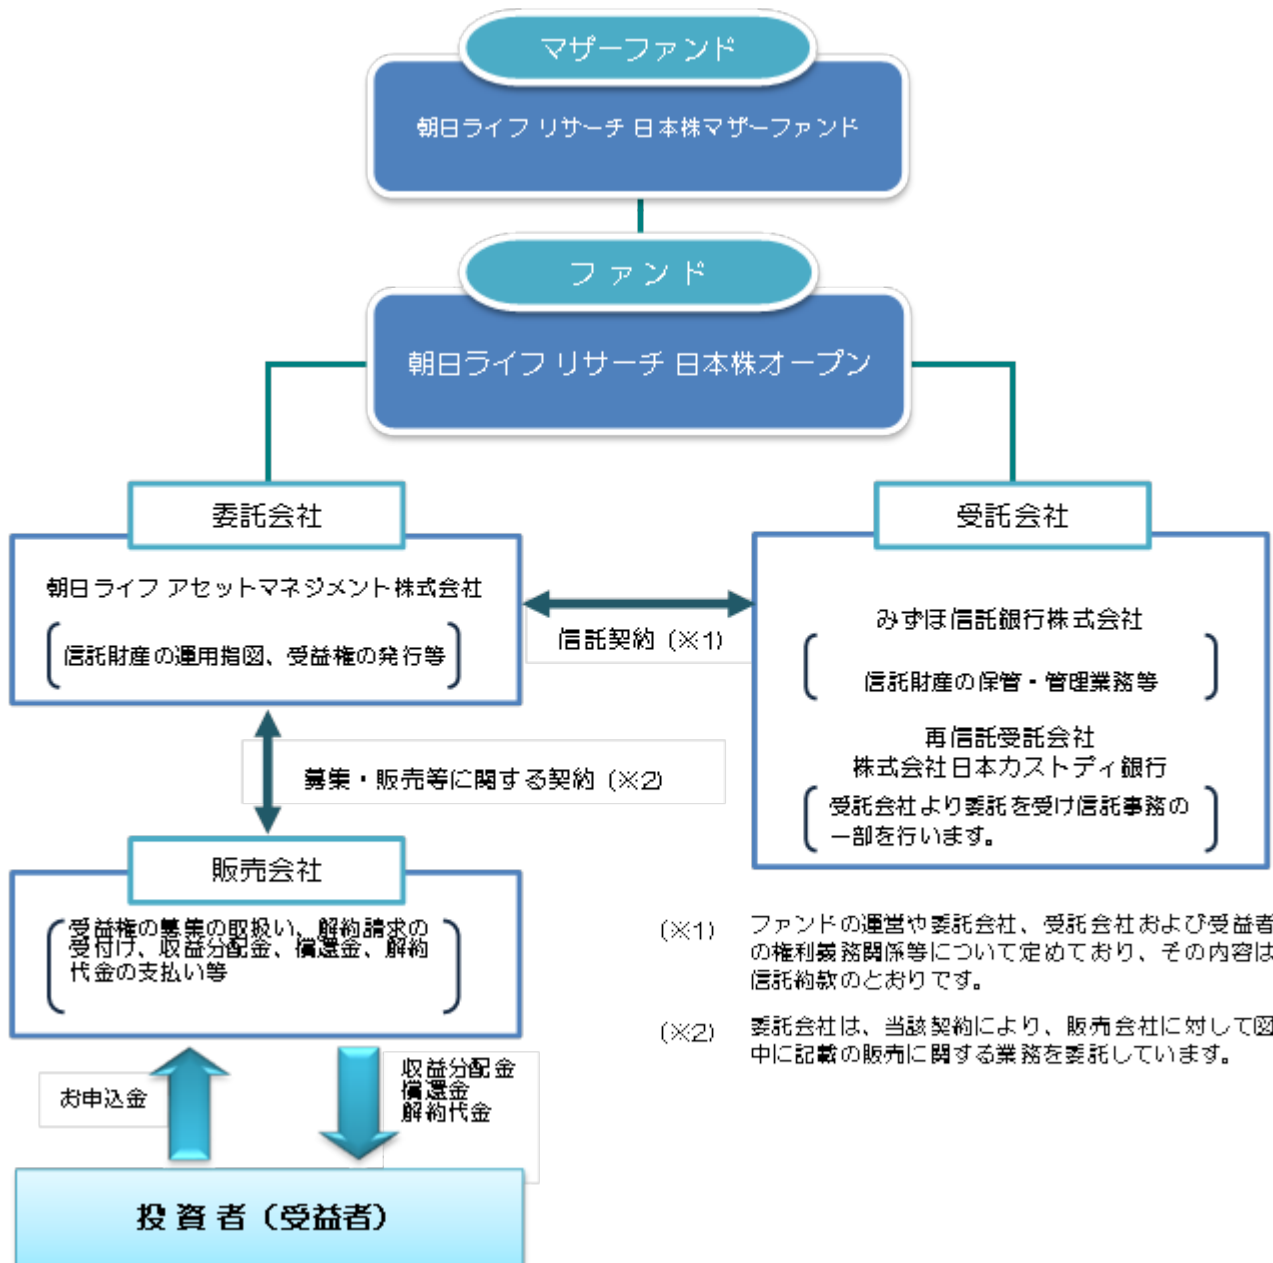 マザーファンド
朝日ライフ リサーチ 日本株マザーファンド
ファンド
朝日ライフ リサーチ 日本株オープン
委託会社
朝日ライフ アセットマネジメント株式会社
信託財産の運用指図、受益権の発行等
信託契約 (※1)
受託会社
みずほ信託銀行株式会社
信託財産の保管・管理業務等
再信託受託会社
株式会社日本カストディ銀行
受託会社より委託を受け信託事務の
一部を行います。
募集・販売等に関する契約 (※2)
販売会社
受益権の募集の取扱い、解約請求の
受付け、収益分配金、償還金、解約
代金の支払い等
(※1) ファンドの運営や委託会社、受託会社および受益者
の権利義務関係等について定めており、その内容は
信託約款のとおりです。
(※2) 委託会社は、当該契約により、販売会社に対して図
中に記載の販売に関する業務を委託しています。
お申込金
収益分配金
償還金
解約代金
投資者（受益者）